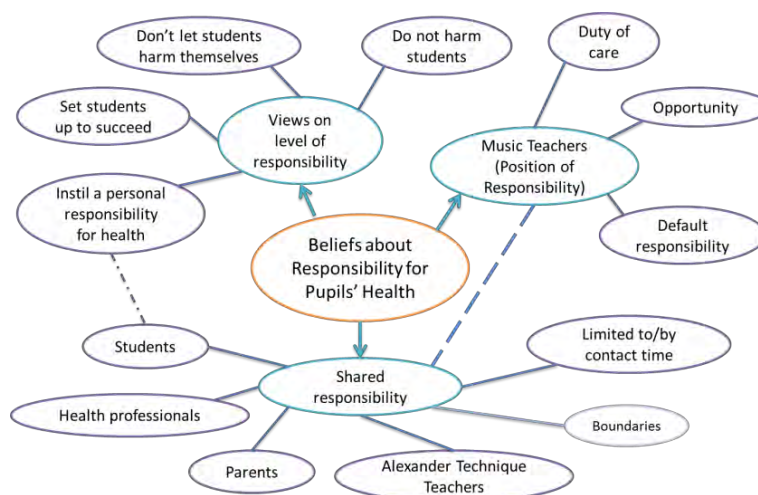 Don't let students
harm themselves
Do not harm
students
Duty of
care
Set students
up to succeed
Views on
level of
responsibility
Opportunity
Music Teachers
(Position of
Responsibility)
Instil a personal
responsibility
for health
Default
responsibility
Beliefs about
Responsibility for
Pupils' Health
Students
Limited to/by
contact time
Shared
responsibility
Health professionals
Boundaries
Parents
Alexander Technique
Teachers